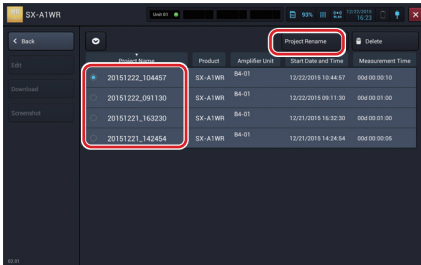 SX-A1WR
Unit 01
93%
12/23/2015
16:23
Back
Project Rename
Delete
Edit
Project Name Product Amplifier Unit Start Date and Time Measurement Time
20151222_104457 SX-A1WR B4-01 12/22/2015 10:44:57 00d 00:00:10
Download
20151222_091130 SX-A1WR B4-01 12/22/2015 09:11:30 00d 00:01:00
Screenshot
20151221_163230 SX-A1WR B4-01 12/21/2015 16:32:30 00d 00:01:00
20151221_142454 SX-A1WR B4-01 12/21/2015 14:24:54 00d 00:00:05
02.01